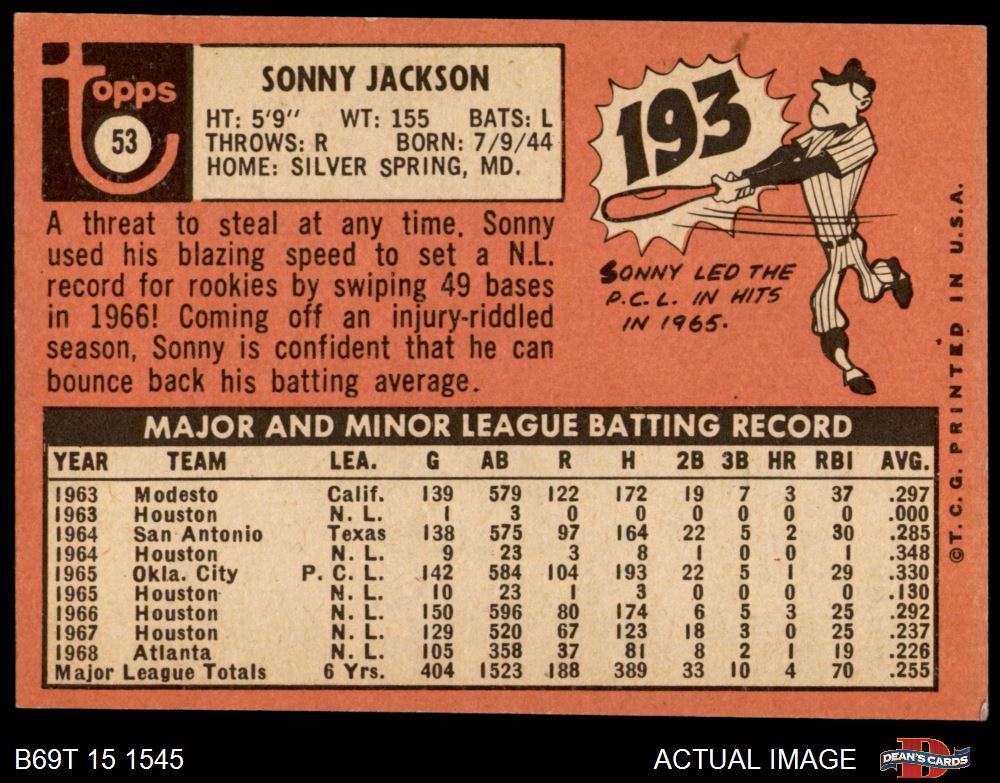 Topps
53
SONNY JACKSON
HT: 5'9" WT: 155 BATS: L
THROWS: R BORN: 7/9/44
HOME: SILVER SPRING, MD.
A threat to steal at any time. Sonny
used his blazing speed to set a N.L.
record for rookies by swiping 49 bases
in 1966! Coming off an injury-riddled
season, Sonny is confident that he can
bounce back his batting average.
193
SONNY LED THE
P.C.L. IN HITS
IN 1965.
©T.C.G. PRINTED IN U.S.A.
MAJOR AND MINOR LEAGUE BATTING RECORD
YEAR TEAM LEA. G AB R H 2B 3B HR RBI AVG.
1963 Modesto Calif. 139 579 122 172 19 7 3 37 .297
1963 Houston N. L. 1 3 0 0 0 0 0 0 .000
1964 San Antonio Texas 138 575 97 164 22 5 2 30 .285
1964 Houston N. L. 9 23 3 8 1 0 0 1 .348
1965 Okla. City P. C. L. 142 584 104 193 22 5 1 29 .330
1965 Houston N. L. 10 23 1 3 0 0 0 0 .130
1966 Houston N. L. 150 596 80 174 6 5 3 25 .292
1967 Houston N. L. 129 520 67 123 18 3 0 25 .237
1968 Atlanta N. L. 105 358 37 81 8 2 1 19 .226
Major League Totals 6 Yrs. 404 1523 188 389 33 10 4 70 .255
B69T 15 1545
ACTUAL IMAGE
DEAN'S CARDS